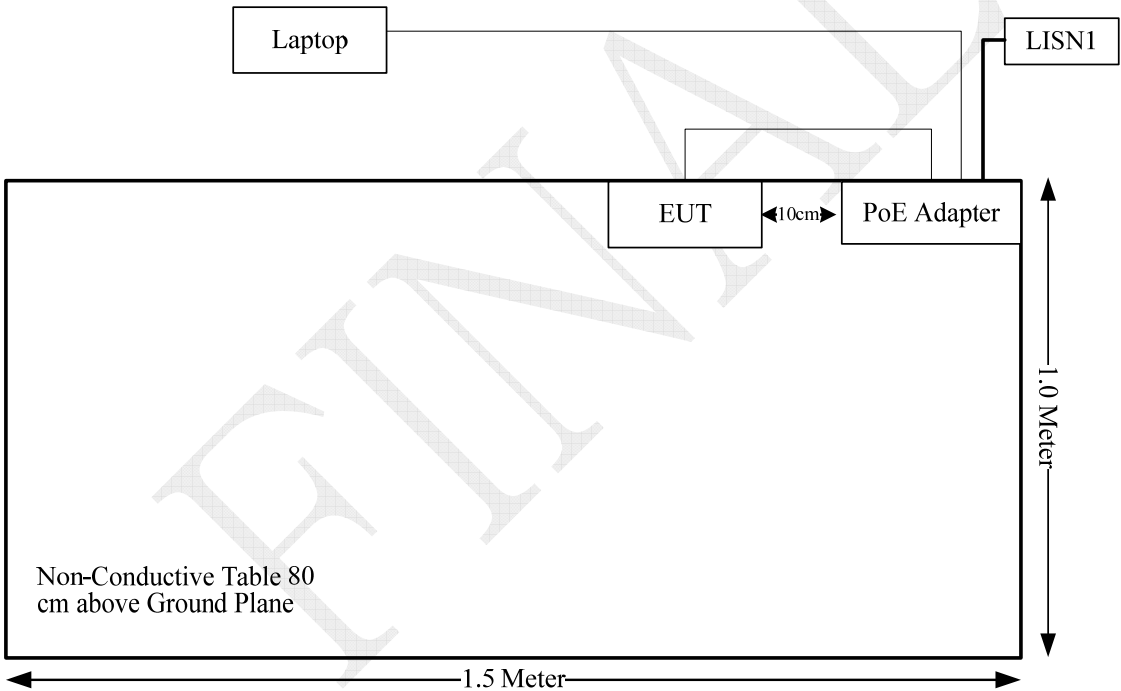 Laptop
LISN1
EUT
10cm
PoE Adapter
1.0 Meter
Non-Conductive Table 80
cm above Ground Plane
1.5 Meter
FINAL